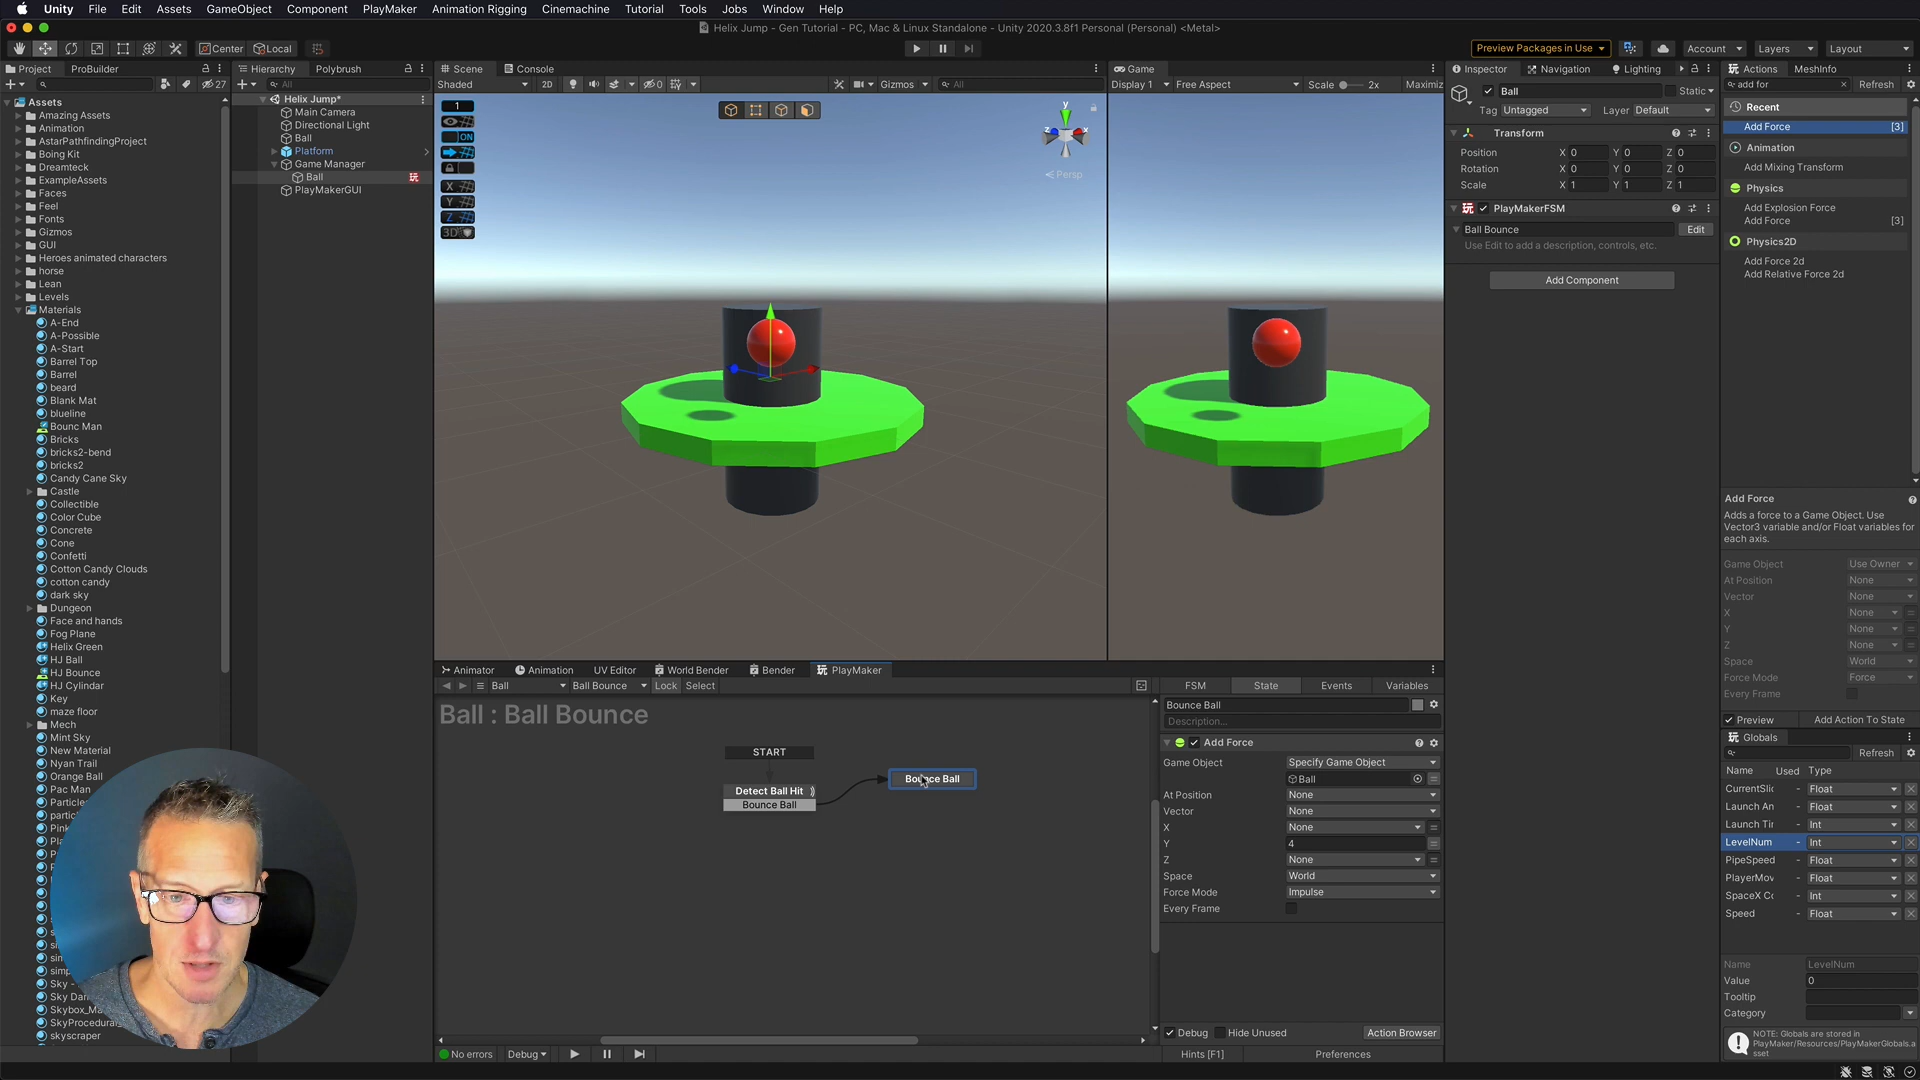 Unity File Edit Assets GameObject Component PlayMaker Animation Rigging Cinemachine Tutorial Tools Jobs Window Help
Helix Jump - Gen Tutorial - PC, Mac & Linux Standalone - Unity 2020.3.8f1 Personal (Personal) <Metal>
Center Local Preview Packages in Use Account Layers Layout
Project ProBuilder
27
Assets
Amazing Assets
Animation
AstarPathfindingProject
Boing Kit
Dreamteck
ExampleAssets
Faces
Feel
Fonts
Gizmos
GUI
Heroes animated characters
horse
Lean
Levels
Materials
A-End
A-Possible
A-Start
Barrel Top
Barrel
beard
Blank Mat
blueline
Bounc Man
Bricks
bricks2-bend
bricks2
Candy Cane Sky
Castle
Collectible
Color Cube
Concrete
Cone
Confetti
Cotton Candy Clouds
cotton candy
dark sky
Dungeon
Face and hands
Fog Plane
Helix Green
HJ Ball
HJ Bounce
HJ Cylindar
Key
maze floor
Mech
Mint Sky
New Material
Nyan Trail
Orange Ball
Pac Man
Particle
parti
Pink
Pla
simp
Sky -
Sky Dar
Skybox_Ma
SkyProcedural
skyscraper
Hierarchy Polybrush
All
Helix Jump*
Main Camera
Directional Light
Ball
Platform
Game Manager
Ball
PlayMakerGUI
Scene Console
Shaded 2D 0 Gizmos All
1
ON
X
Y
Z
3D
y
z x
Persp
Game
Display 1 Free Aspect Scale 2x Maximiz
Inspector Navigation Lighting
Ball Static
Tag Untagged Layer Default
Transform
Position X 0 Y 0 Z 0
Rotation X 0 Y 0 Z 0
Scale X 1 Y 1 Z 1
PlayMakerFSM
Ball Bounce Edit
Use Edit to add a description, controls, etc.
Add Component
Actions MeshInfo
add for Refresh
Recent
Add Force [3]
Animation
Add Mixing Transform
Physics
Add Explosion Force
Add Force [3]
Physics2D
Add Force 2d
Add Relative Force 2d
Add Force
Adds a force to a Game Object. Use
Vector3 variable and/or Float variables for
each axis.
Game Object Use Owner
At Position None
Vector None
X None
Y None
Z None
Space World
Force Mode Force
Every Frame
Preview Add Action To State
Globals
Refresh
Name Used Type
CurrentSlic - Float
Launch An - Float
Launch Tir - Int
LevelNum - Int
PipeSpeed - Float
PlayerMov - Float
SpaceX Cc - Int
Speed - Float
Name LevelNum
Value 0
Tooltip
Category
NOTE: Globals are stored in
PlayMaker/Resources/PlayMakerGlobals.a
sset
Animator Animation UV Editor World Bender Bender PlayMaker
Ball Ball Bounce Lock Select
Ball : Ball Bounce
START
Detect Ball Hit
Bounce Ball
Bounce Ball
FSM State Events Variables
Bounce Ball
Description...
Add Force
Game Object Specify Game Object
Ball
At Position None
Vector None
X None
Y 4
Z None
Space World
Force Mode Impulse
Every Frame
Debug Hide Unused Action Browser
No errors Debug Hints [F1] Preferences